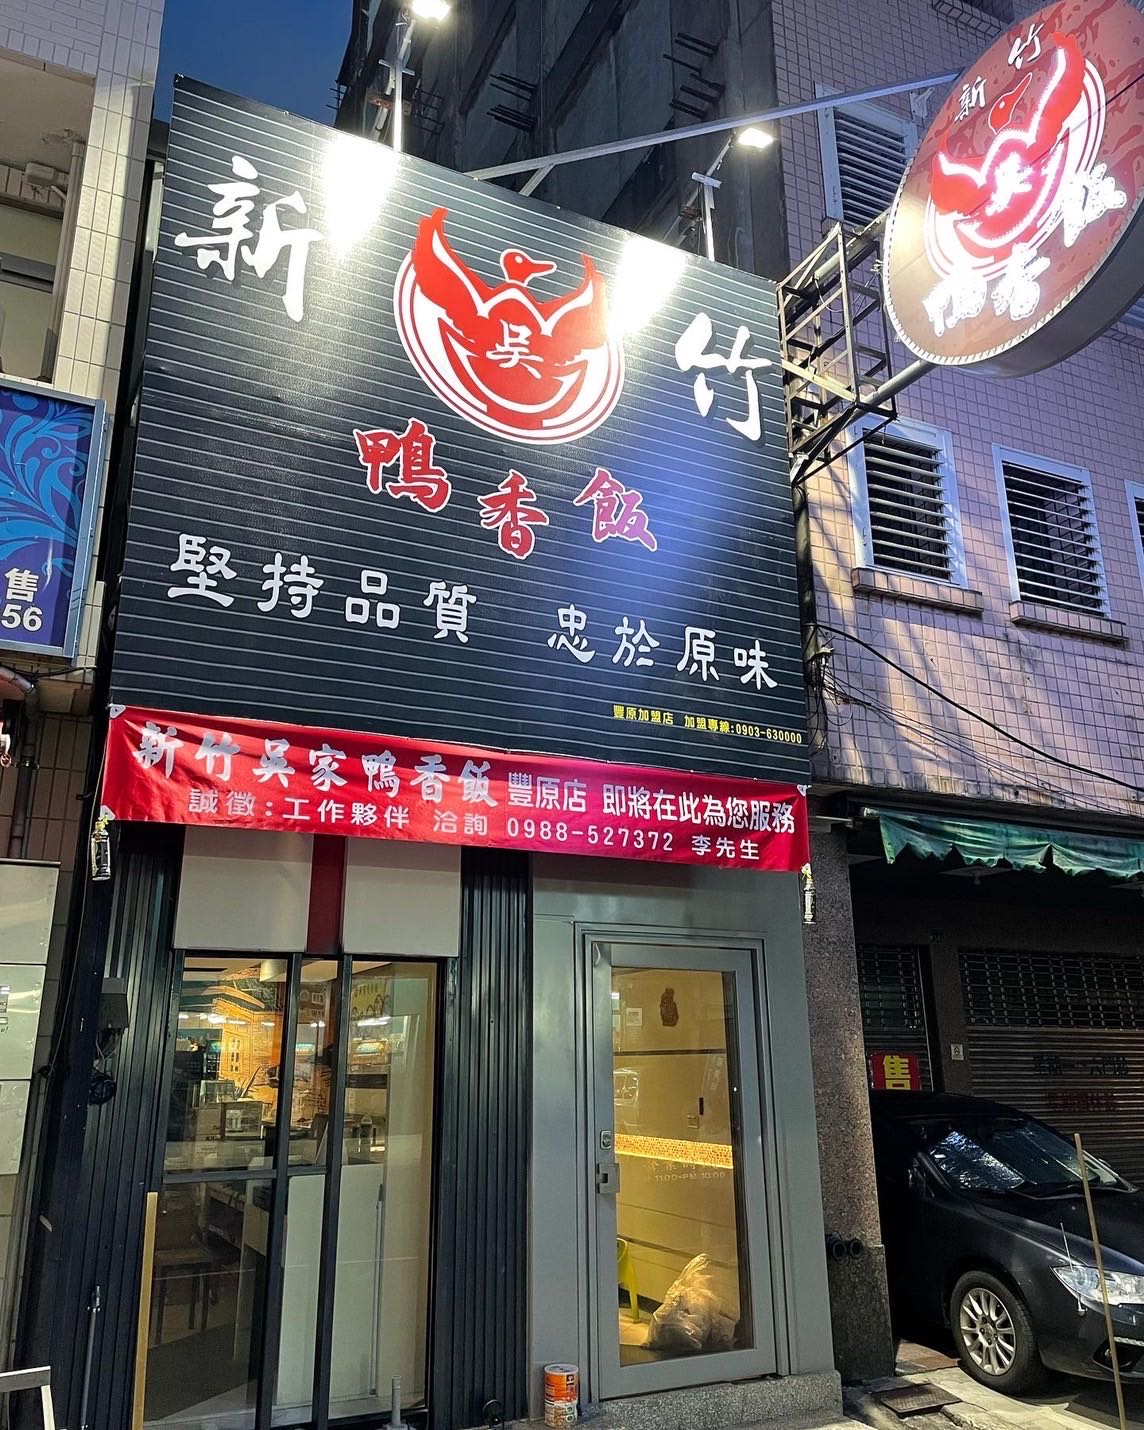 新竹
吳
鴨香飯
堅持品質 忠於原味
豐原加盟店 加盟專線:0903-630000
新竹吳家鴨香飯 豐原店 即將在此為您服務
誠徵:工作夥伴 洽詢 0988-527372 李先生
新竹
吳
鴨香飯
售
56
售